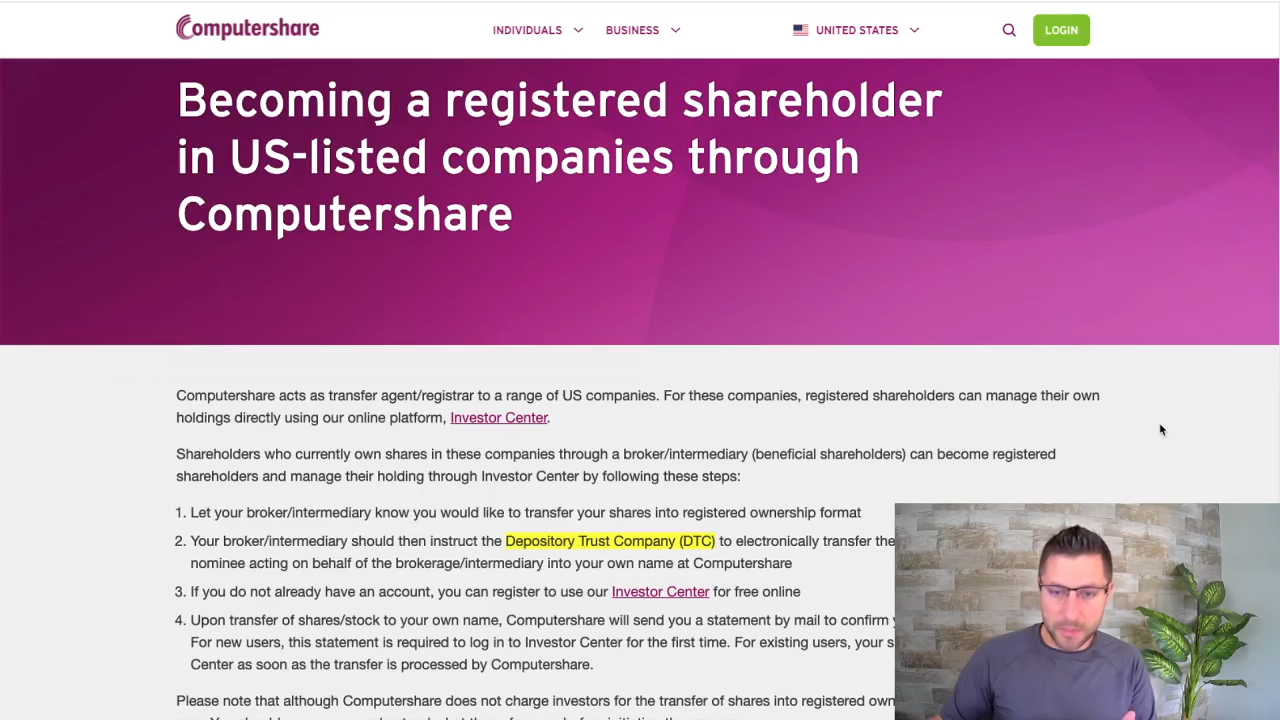 Computershare
INDIVIDUALS BUSINESS UNITED STATES LOGIN
Becoming a registered shareholder
in US-listed companies through
Computershare
Computershare acts as transfer agent/registrar to a range of US companies. For these companies, registered shareholders can manage their own
holdings directly using our online platform, Investor Center.
Shareholders who currently own shares in these companies through a broker/intermediary (beneficial shareholders) can become registered
shareholders and manage their holding through Investor Center by following these steps:
1. Let your broker/intermediary know you would like to transfer your shares into registered ownership format
2. Your broker/intermediary should then instruct the Depository Trust Company (DTC) to electronically transfer the
nominee acting on behalf of the brokerage/intermediary into your own name at Computershare
3. If you do not already have an account, you can register to use our Investor Center for free online
4. Upon transfer of shares/stock to your own name, Computershare will send you a statement by mail to confirm
For new users, this statement is required to log in to Investor Center for the first time. For existing users, your
Center as soon as the transfer is processed by Computershare.
Please note that although Computershare does not charge investors for the transfer of shares into registered